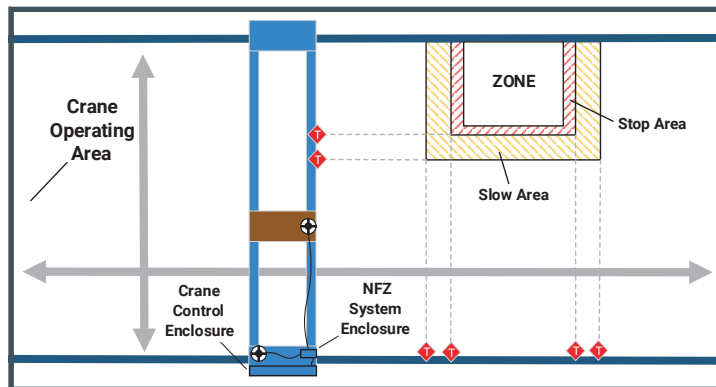 ZONE
Crane
Operating
Area
Stop Area
T
T
Slow Area
Crane
Control
Enclosure
NFZ
System
Enclosure
T
T
T
T